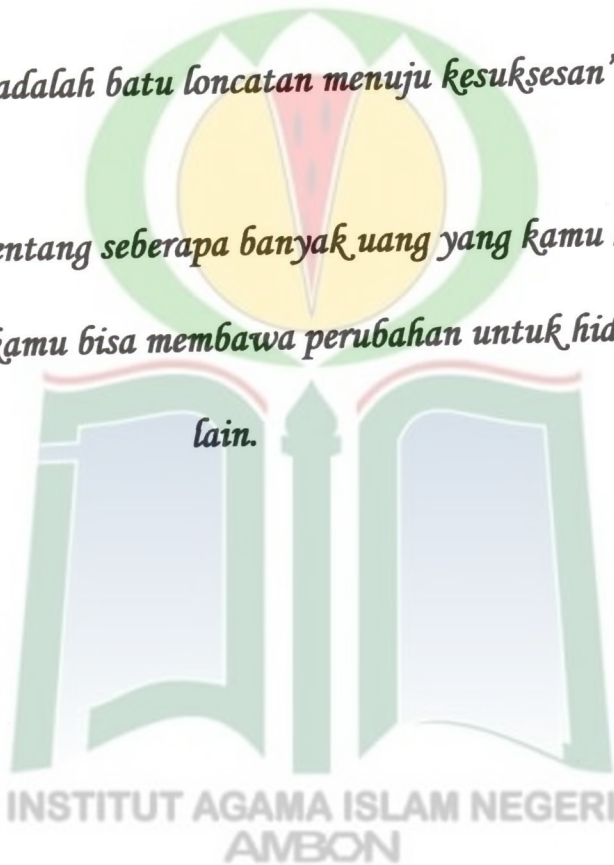 adalah batu loncatan menuju kesuksesan"
entang seberapa banyak uang yang kamu
kamu bisa membawa perubahan untuk hid
lain.
INSTITUT AGAMA ISLAM NEGERI
AMBON